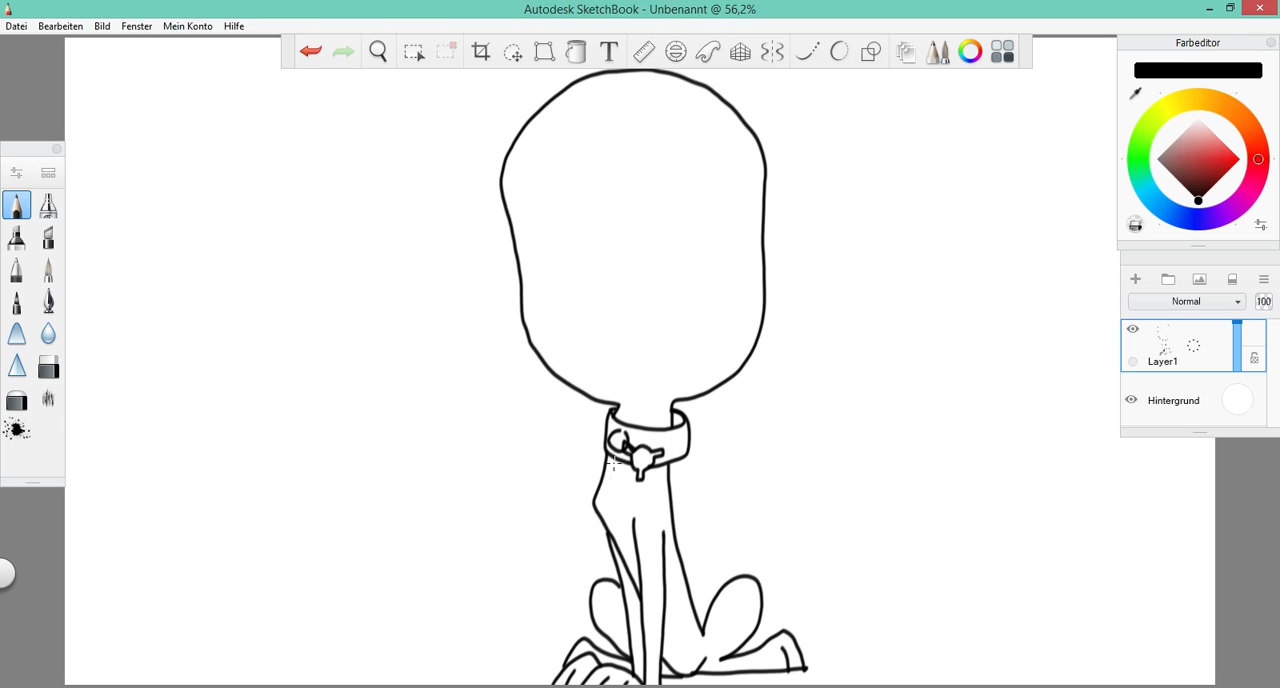 Autodesk SketchBook - Unbenannt @ 56,2%
Datei Bearbeiten Bild Fenster Mein Konto Hilfe
T
Farbeditor
Normal 100
Layer1
Hintergrund